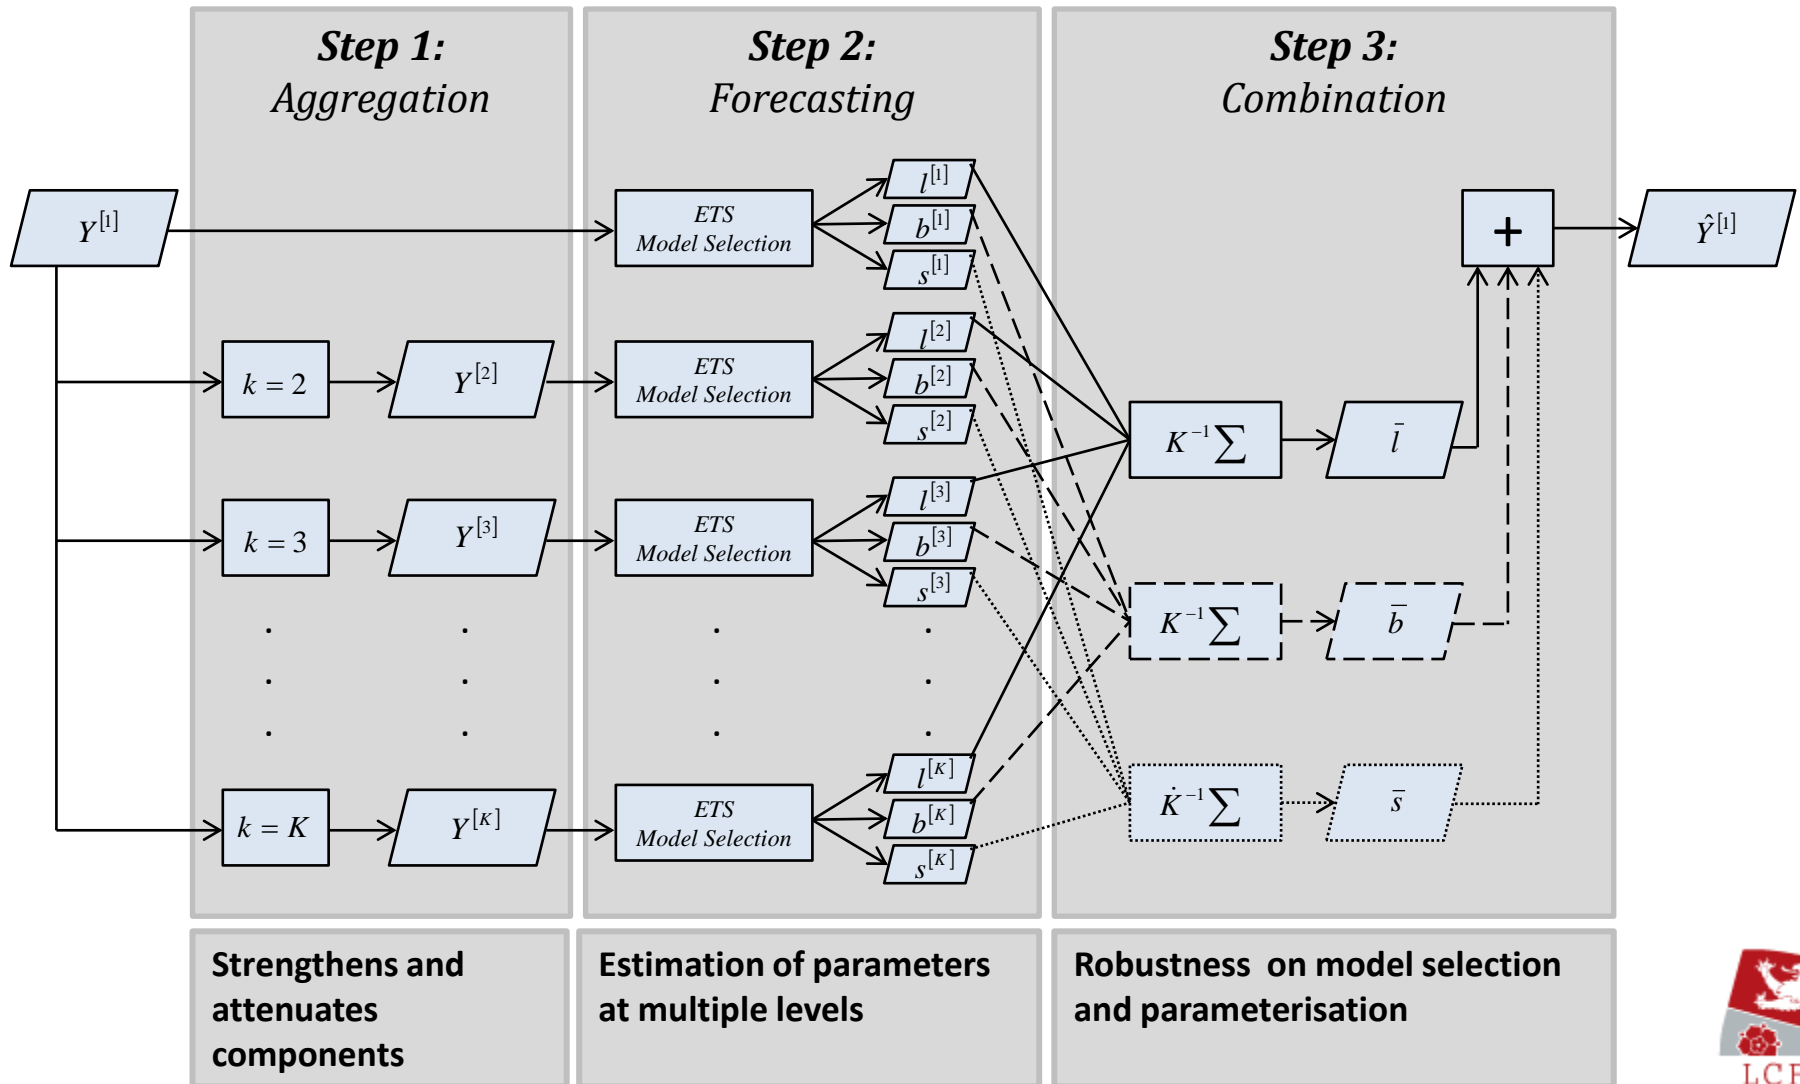 Step 1:
Aggregation
Step 2:
Forecasting
Step 3:
Combination
Y^[1]
ETS
Model Selection
l^[1]
b^[1]
s^[1]
+
Ŷ^[1]
k = 2
Y^[2]
ETS
Model Selection
l^[2]
b^[2]
s^[2]
K^−1 ∑
l̄
k = 3
Y^[3]
ETS
Model Selection
l^[3]
b^[3]
s^[3]
K^−1 ∑
b̄
. . . .
. . . .
. . . .
k = K
Y^[K]
ETS
Model Selection
l^[K]
b^[K]
s^[K]
K̇^−1 ∑
s̄
Strengthens and
attenuates
components
Estimation of parameters
at multiple levels
Robustness on model selection
and parameterisation
LCF